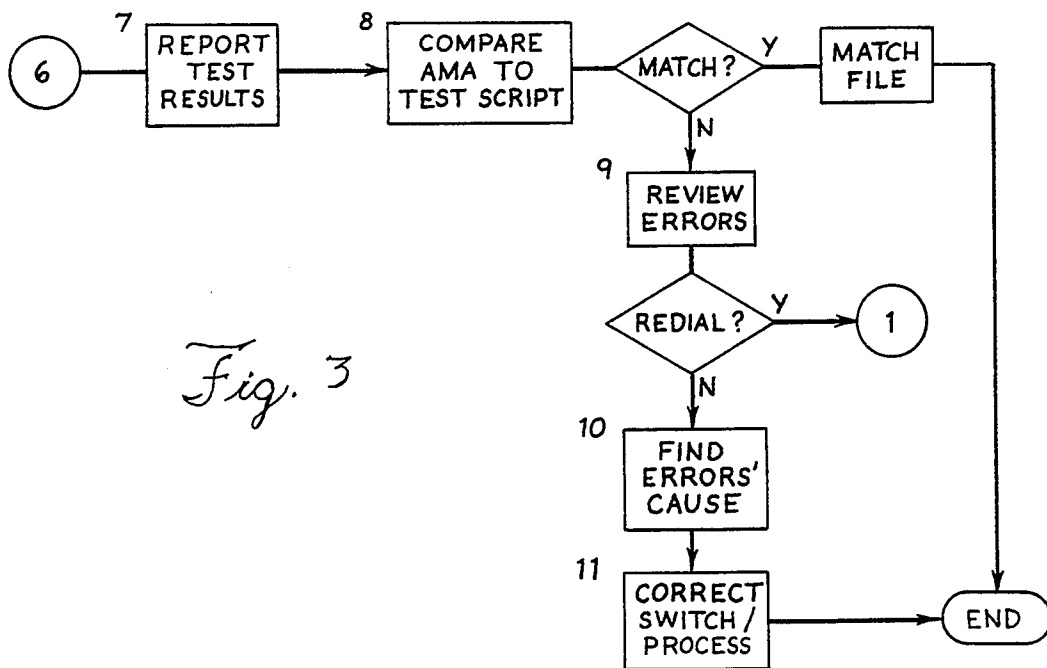 6
7
REPORT
TEST
RESULTS
8
COMPARE
AMA TO
TEST SCRIPT
MATCH?
Y
MATCH
FILE
N
9
REVIEW
ERRORS
REDIAL?
Y
1
N
10
FIND
ERRORS'
CAUSE
11
CORRECT
SWITCH/
PROCESS
END
Fig. 3